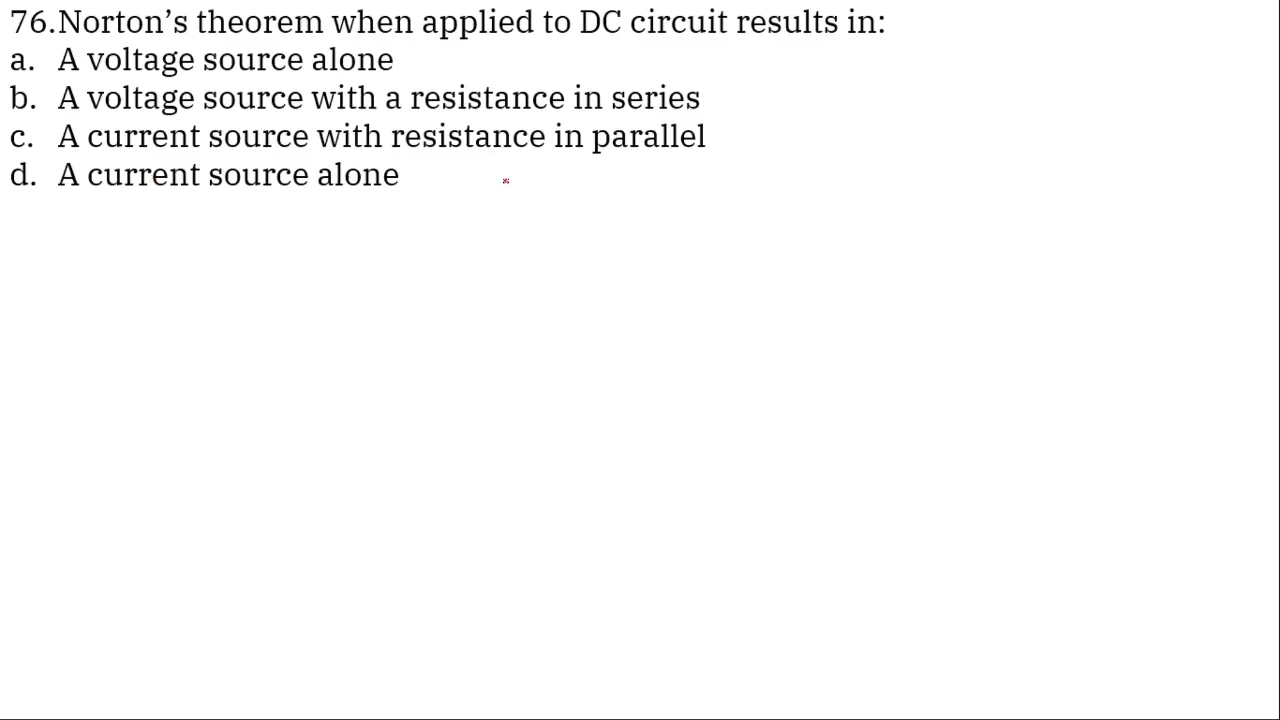 76.Norton’s theorem when applied to DC circuit results in:
a. A voltage source alone
b. A voltage source with a resistance in series
c. A current source with resistance in parallel
d. A current source alone